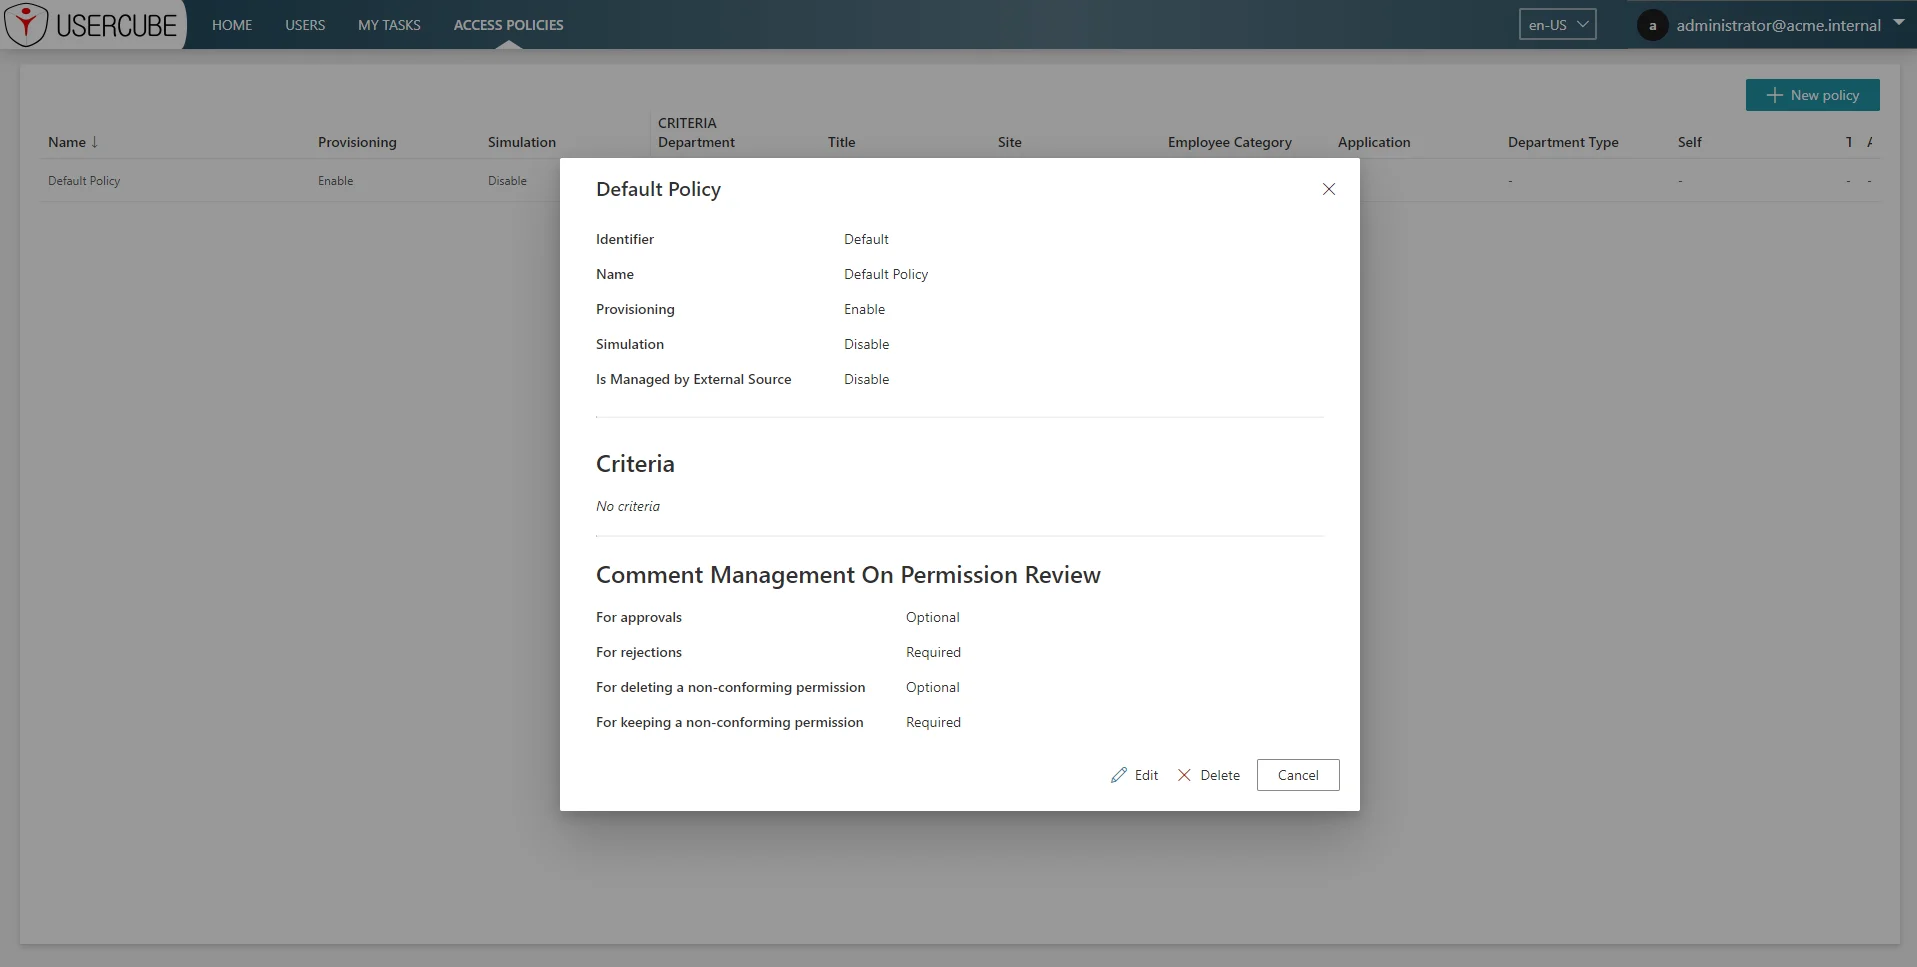 USERCUBE HOME USERS MY TASKS ACCESS POLICIES en-US a administrator@acme.internal
New policy
CRITERIA
Name ↓ Provisioning Simulation Department Title Site Employee Category Application Department Type Self
Default Policy Enable Disable - - - -
Default Policy
Identifier Default
Name Default Policy
Provisioning Enable
Simulation Disable
Is Managed by External Source Disable
Criteria
No criteria
Comment Management On Permission Review
For approvals Optional
For rejections Required
For deleting a non-conforming permission Optional
For keeping a non-conforming permission Required
Edit Delete Cancel